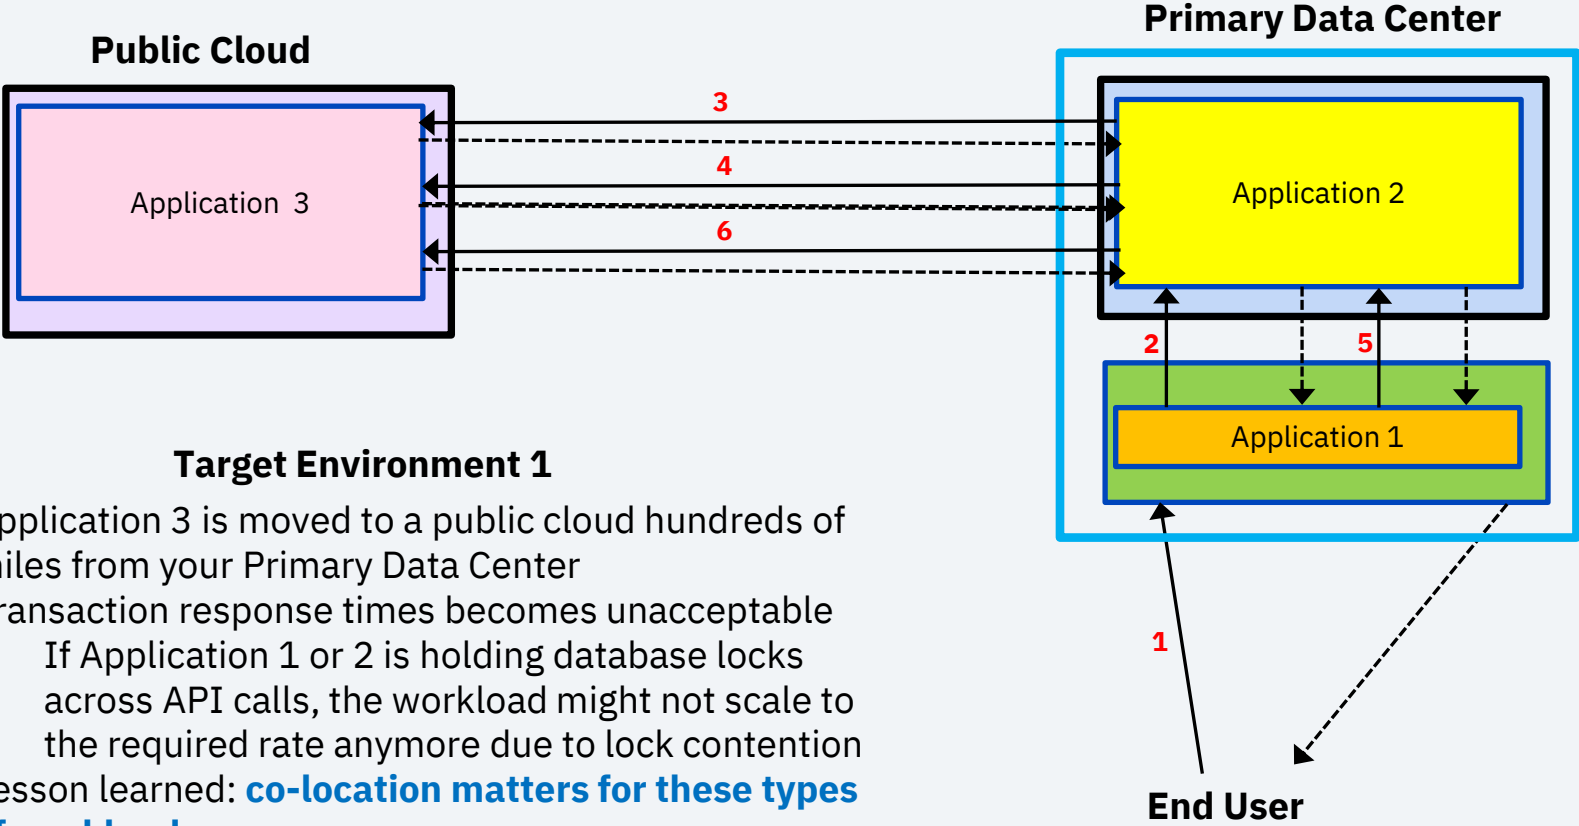 Primary Data Center
Public Cloud
3
4
6
Application 3
Application 2
2
5
Application 1
Target Environment 1
pplication 3 is moved to a public cloud hundreds of
iles from your Primary Data Center
ransaction response times becomes unacceptable
If Application 1 or 2 is holding database locks
across API calls, the workload might not scale to
the required rate anymore due to lock contention
esson learned: co-location matters for these types
1
End User